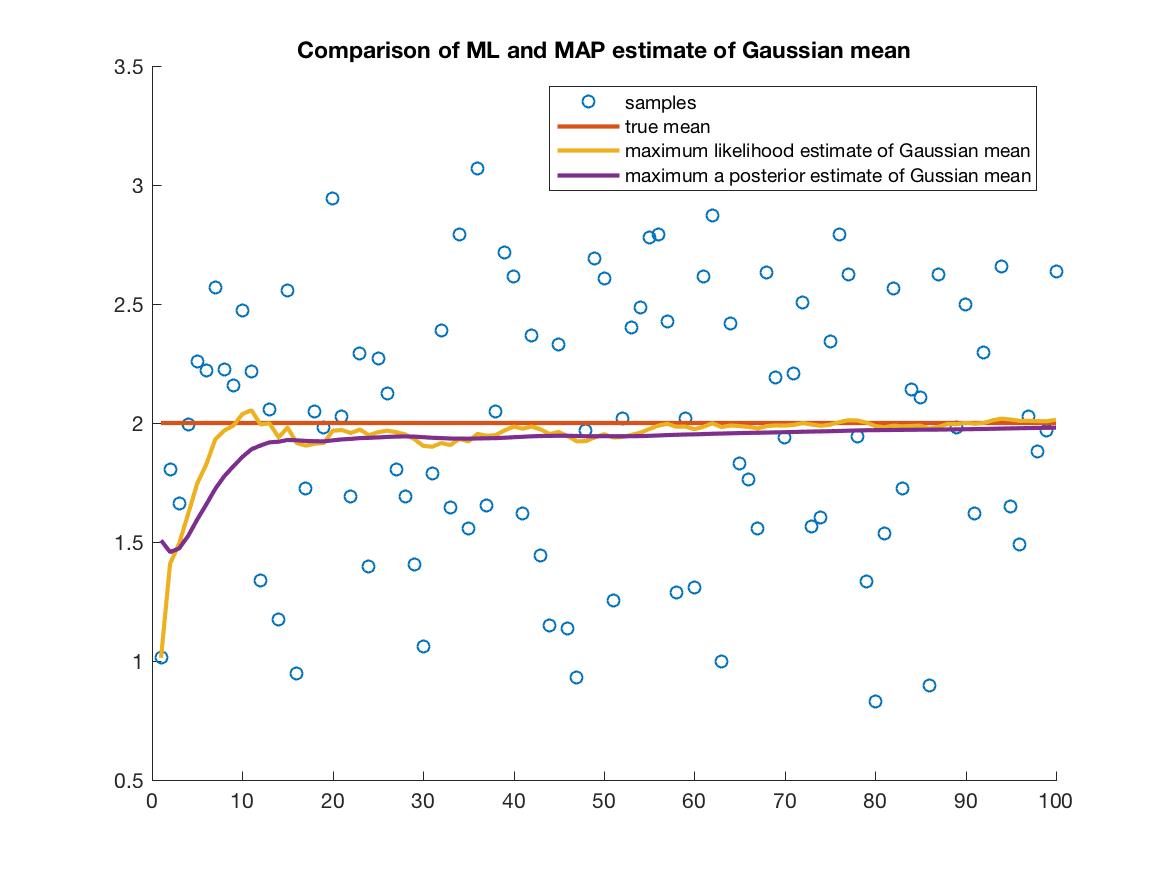 Comparison of ML and MAP estimate of Gaussian mean
3.5
samples
true mean
maximum likelihood estimate of Gaussian mean
maximum a posterior estimate of Gussian mean
3
2.5
2
1.5
1
0.5
0 10 20 30 40 50 60 70 80 90 100